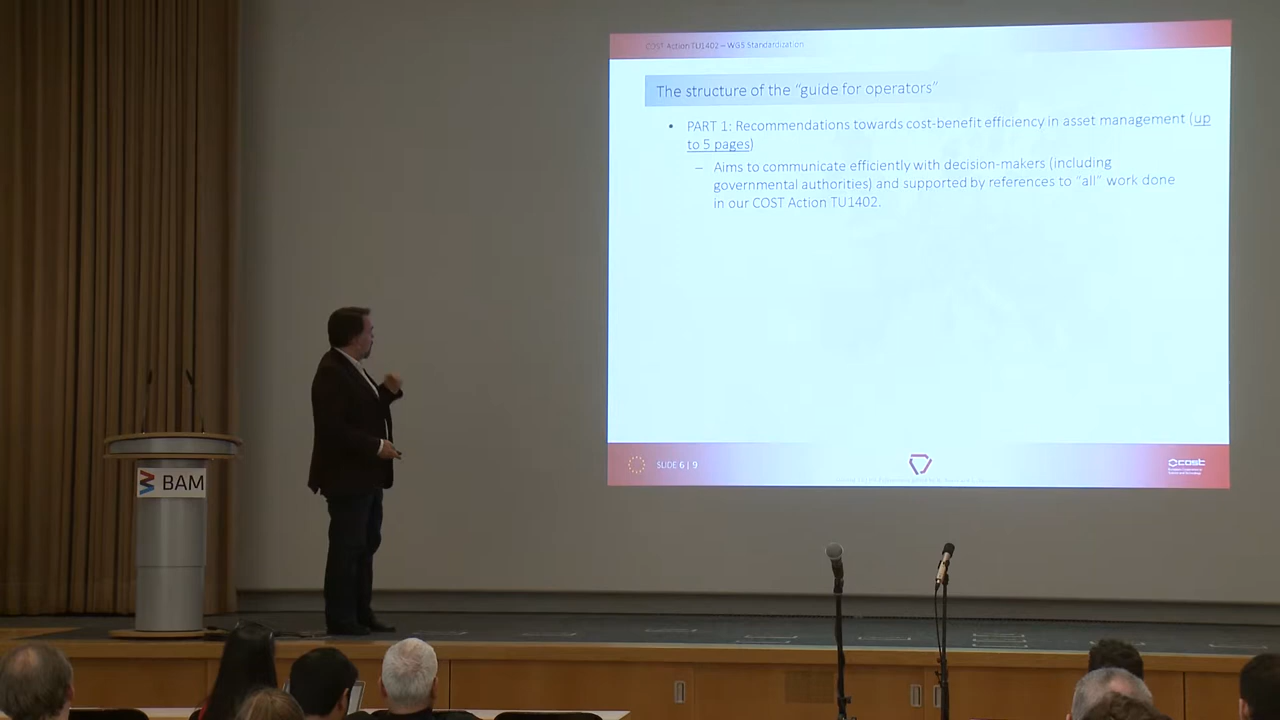 COST Action TU1402 – WG5 Standardization
The structure of the “guide for operators”
• PART 1: Recommendations towards cost-benefit efficiency in asset management (up
to 5 pages)
– Aims to communicate efficiently with decision-makers (including
governmental authorities) and supported by references to “all” work done
in our COST Action TU1402.
SLIDE 6 | 9
cost
BAM